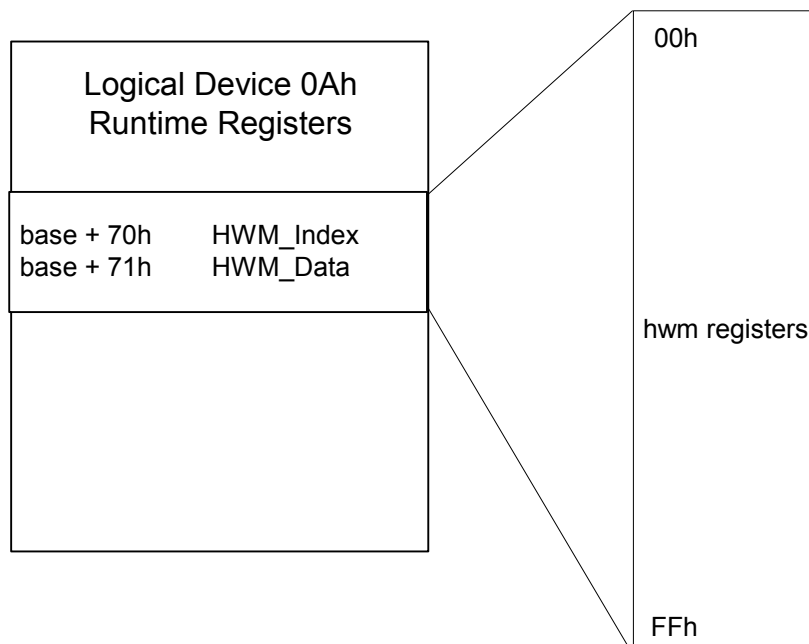 Logical Device 0Ah
Runtime Registers
base + 70h HWM_Index
base + 71h HWM_Data
00h
hwm registers
FFh